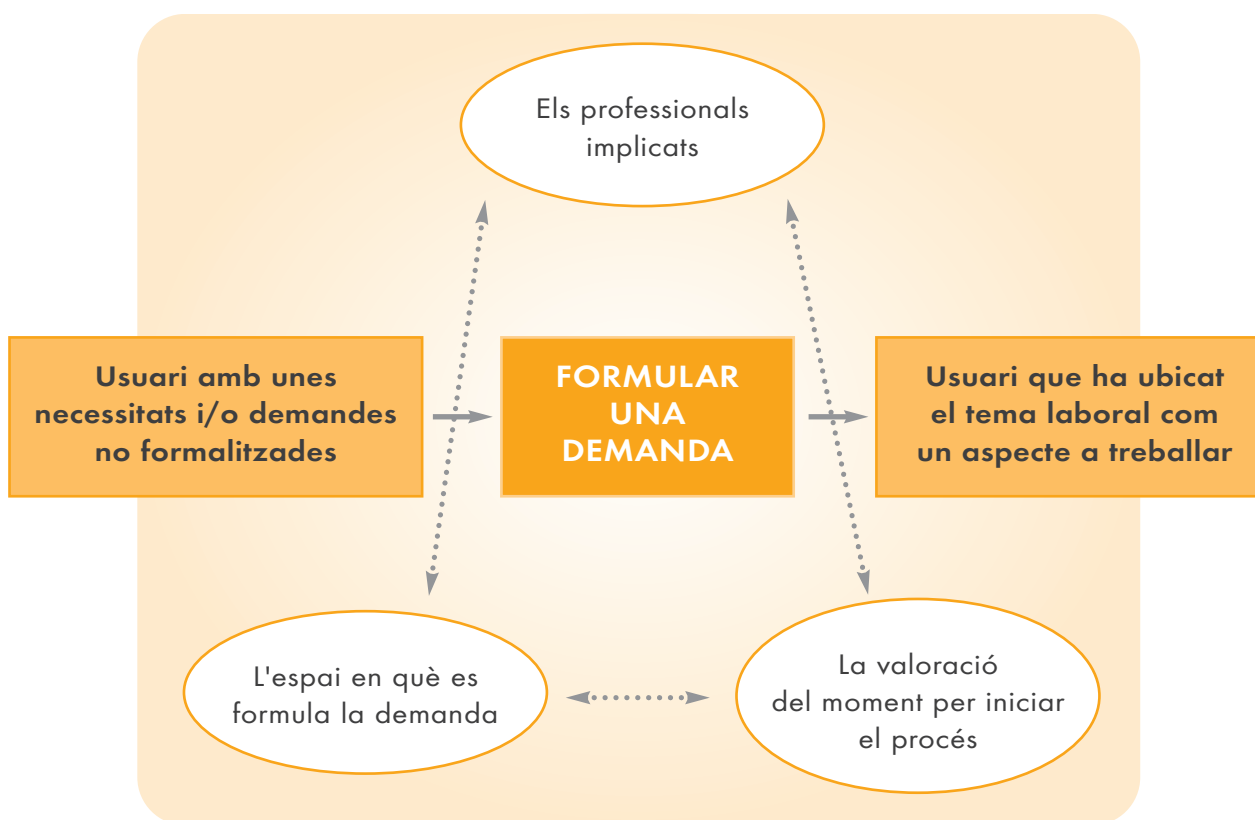 Els professionals
implicats
Usuari amb unes
necessitats i/o demandes
no formalitzades
FORMULAR
UNA
DEMANDA
Usuari que ha ubicat
el tema laboral com
un aspecte a treballar
L'espai en què es
formula la demanda
La valoració
del moment per iniciar
el procés